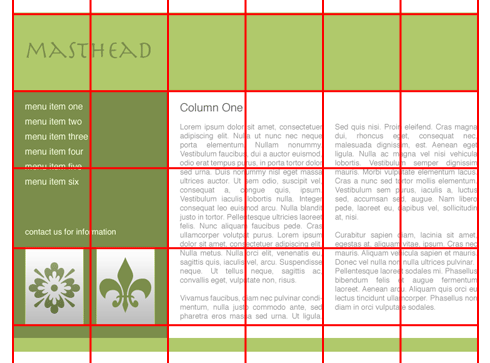 MASTHEAD
menu item one
menu item two
menu item three
menu item four
menu item five
menu item six
contact us for information
Column One
Lorem ipsum dolor sit amet, consectetuer
adipiscing elit. Nulla ut nunc nec neque
porta elementum. Nullam nonummy.
Vestibulum faucibus, dui a auctor euismod,
odio erat tempus purus, in porta tortor dolor
sed urna. Duis nonummy nisl eget massa
ultrices auctor. Ut sem odio, suscipit vel,
consequat a, congue quis, ipsum.
Vestibulum iaculis lobortis nulla. Integer
consequat leo euismod arcu. Nulla blandit
justo in tortor. Pellentesque ultricies laoreet
felis. Nunc aliquam faucibus pede. Cras
ullamcorper volutpat purus. Lorem ipsum
dolor sit amet, consectetuer adipiscing elit.
Nulla metus. Nulla orci elit, venenatis eu,
sagittis quis, iaculis vel, arcu. Suspendisse
neque. Ut tellus neque, sagittis ac,
convallis eget, vulputate non, risus.
Vivamus faucibus, diam nec pulvinar condi-
mentum, nulla justo commodo ante, sed
pharetra eros massa sed urna. Ut ligula.
Sed quis nisi. Proin eleifend. Cras magna
dui, rhoncus eget, consequat nec,
malesuada dignissim, est. Aenean eget
ligula. Nulla ac magna vel nisi vehicula
lobortis. Vestibulum semper dignissim
mauris. Morbi vulputate elementum lacus.
Cras a nunc sed tortor mollis elementum.
Vestibulum sem purus, iaculis a, luctus
sed, accumsan sed, augue. Nam libero
pede, laoreet eu, dapibus vel, sollicitudin
at, nisi.
Curabitur sapien diam, lacinia sit amet,
egestas at, aliquam vitae, ipsum. Cras nec
mauris. Aliquam vehicula sapien et mauris.
Donec vel nulla non nulla ultrices pulvinar.
Pellentesque laoreet sodales mi. Phasellus
bibendum felis et augue fermentum
laoreet. Aenean arcu. Aliquam quis orci eu
lectus tincidunt ullamcorper. Phasellus non
diam in orci vulputate sodales.